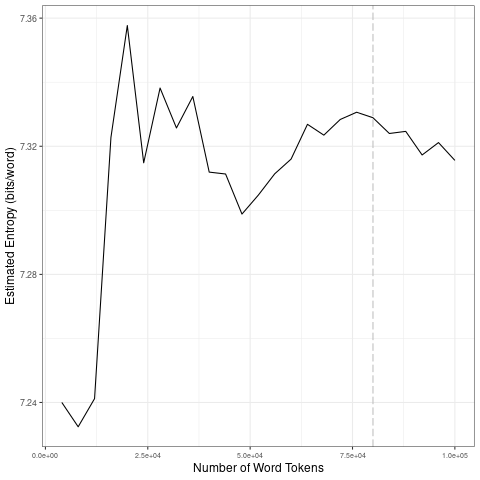 7.36
7.32
7.28
7.24
Estimated Entropy (bits/word)
0.0e+00 2.5e+04 5.0e+04 7.5e+04 1.0e+05
Number of Word Tokens